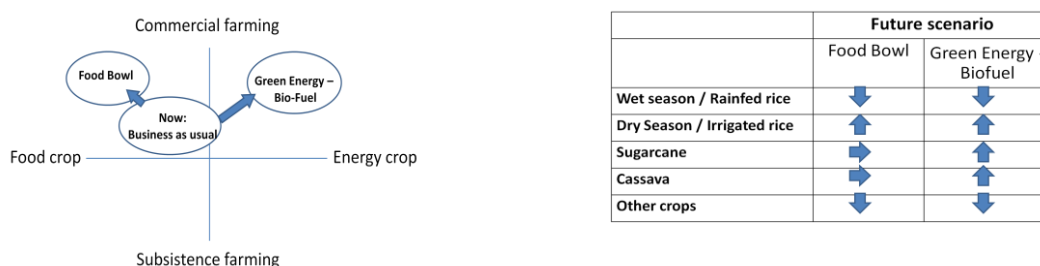 Commercial farming
Food Bowl
Green Energy –
Bio-Fuel
Now:
Business as usual
Food crop
Energy crop
Subsistence farming
Future scenario
Food Bowl
Green Energy -
Biofuel
Wet season / Rainfed rice
Dry Season / Irrigated rice
Sugarcane
Cassava
Other crops